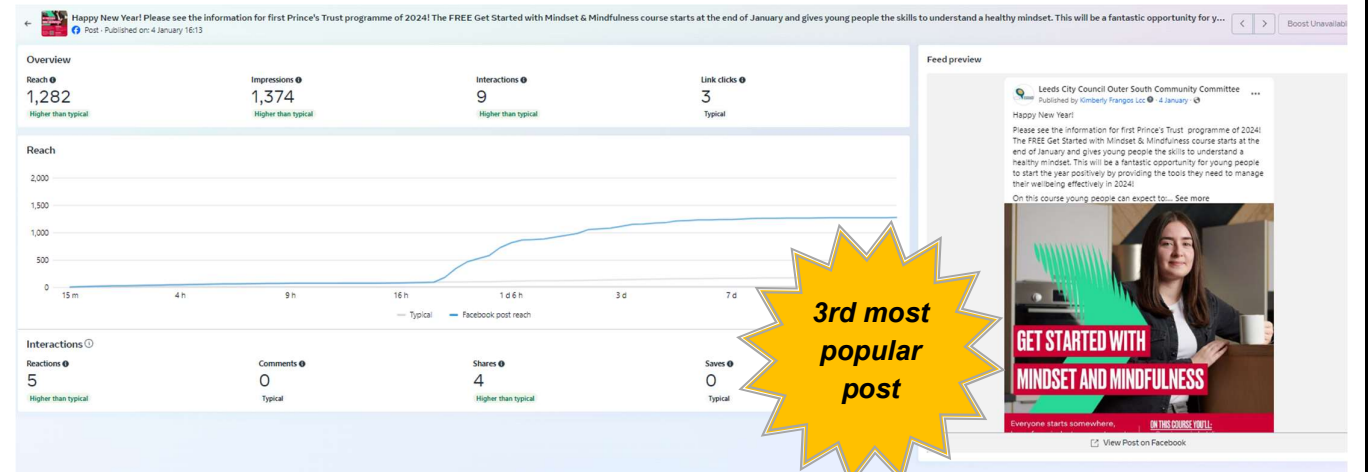 Happy New Year! Please see the information for first Prince's Trust programme of 2024! The FREE Get Started with Mindset & Mindfulness course starts at the end of January and gives young people the skills to understand a healthy mindset. This will be a fantastic opportunity for y...
Post · Published on: 4 January 16:13
Boost Unavailabl
Overview
Reach
Impressions
Interactions
Link clicks
1,282
1,374
9
3
Higher than typical
Higher than typical
Higher than typical
Typical
Reach
2,000
1,500
1,000
500
0
15 m
4 h
9 h
16 h
1 d 6 h
3 d
7 d
Typical
Facebook post reach
Interactions
Reactions
Comments
Shares
Saves
5
0
4
0
Higher than typical
Typical
Higher than typical
Typical
3rd most
popular
post
Feed preview
Leeds City Council Outer South Community Committee
Published by Kimberly Frangos Lcc · 4 January ·
Happy New Year!
Please see the information for first Prince's Trust programme of 2024!
The FREE Get Started with Mindset & Mindfulness course starts at the
end of January and gives young people the skills to understand a
healthy mindset. This will be a fantastic opportunity for young people
to start the year positively by providing the tools they need to manage
their wellbeing effectively in 2024!
On this course young people can expect to:... See more
GET STARTED WITH
MINDSET AND MINDFULNESS
Everyone starts somewhere,
ON THIS COURSE YOU'LL:
View Post on Facebook